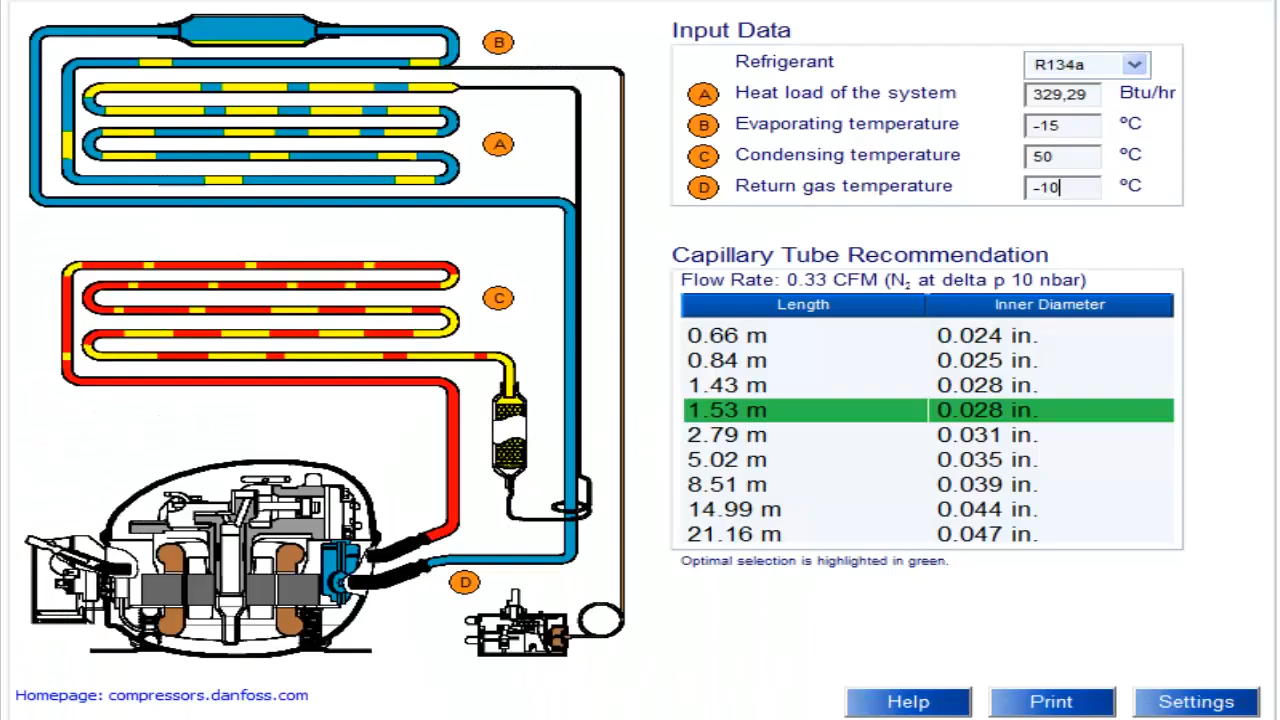 B
A
C
D
Homepage: compressors.danfoss.com
Input Data
Refrigerant R134a
A Heat load of the system 329,29 Btu/hr
B Evaporating temperature -15 ºC
C Condensing temperature 50 ºC
D Return gas temperature -10 ºC
Capillary Tube Recommendation
Flow Rate: 0.33 CFM (N₂ at delta p 10 nbar)
Length Inner Diameter
0.66 m 0.024 in.
0.84 m 0.025 in.
1.43 m 0.028 in.
1.53 m 0.028 in.
2.79 m 0.031 in.
5.02 m 0.035 in.
8.51 m 0.039 in.
14.99 m 0.044 in.
21.16 m 0.047 in.
Optimal selection is highlighted in green.
Help Print Settings